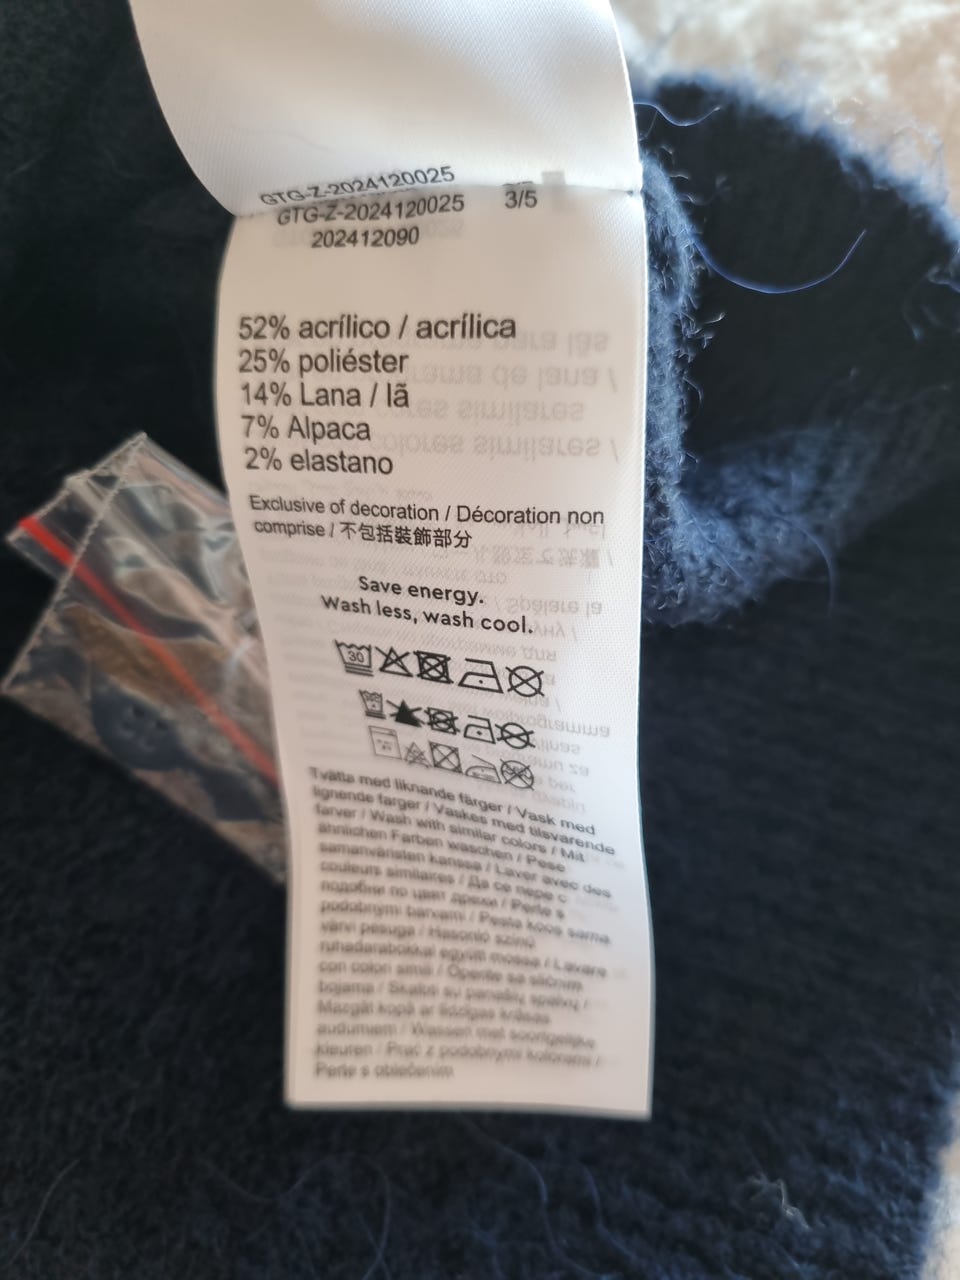 GTG-Z-2024120025
GTG-Z-2024120025 3/5
202412090
52% acrílico / acrílica
25% poliéster
14% Lana / lã
7% Alpaca
2% elastano
Exclusive of decoration / Décoration non
comprise / 不包括裝飾部分
Save energy.
Wash less, wash cool.
30
Tvätta med liknande färger / Vask med
lignende farger / Vaskes med tilsvarende
farver / Wash with similar colors / Mit
ähnlichen Farben waschen / Pese
samanväristen kanssa / Laver avec des
couleurs similaires / Да се пере с
подобни по цвят дрехи / Perte s
podobnými barvami / Pesta koos sama
värvi pesuga / Hasonló színű
ruhadarabokkal együtt mossa / Lavare
con colori simili / Operite sa sličnim
bojama / Skalbti su panašių spalvų /
Mazgāt kopā ar līdzīgas krāsas
audumiem / Wassen met soortgelijke
kleuren / Prać z podobnymi kolorami /
Perte s oblečením